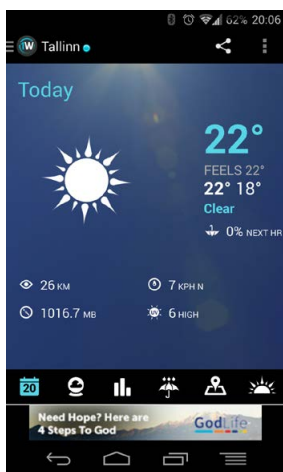 62% 20:06
W Tallinn
Today
22°
FEELS 22°
22° 18°
Clear
0% NEXT HR
26 KM
7 KPH N
1016.7 MB
UV
6 HIGH
20
Need Hope? Here are
4 Steps To God
GodLife